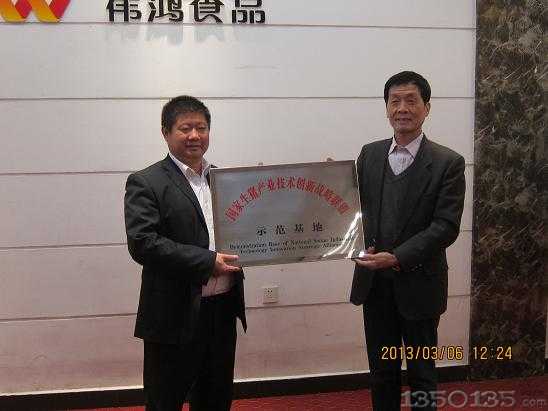 伟鸿食品
国家生猪产业技术创新战略联盟
示范基地
Demonstration Base of National Swine Industry
Technology Innovation Strategic Alliance
2013/03/06 12:24
1350135.com